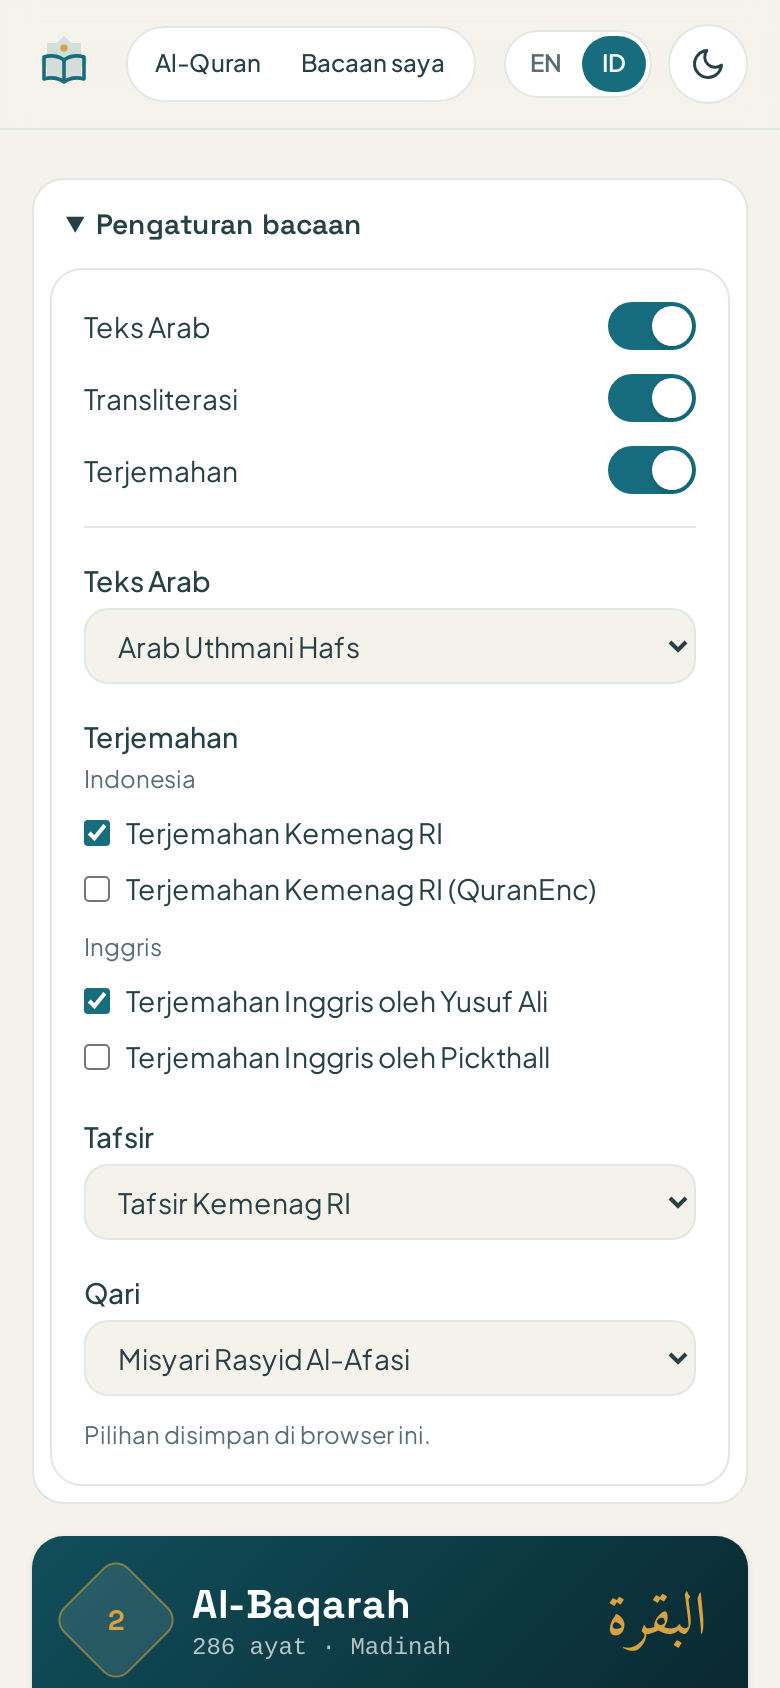 Al-Quran
Bacaan saya
EN
ID
Pengaturan bacaan
Teks Arab
Transliterasi
Terjemahan
Teks Arab
Arab Uthmani Hafs
Terjemahan
Indonesia
Terjemahan Kemenag RI
Terjemahan Kemenag RI (QuranEnc)
Inggris
Terjemahan Inggris oleh Yusuf Ali
Terjemahan Inggris oleh Pickthall
Tafsir
Tafsir Kemenag RI
Qari
Misyari Rasyid Al-Afasi
Pilihan disimpan di browser ini.
2
Al-Baqarah
286 ayat · Madinah
البقرة